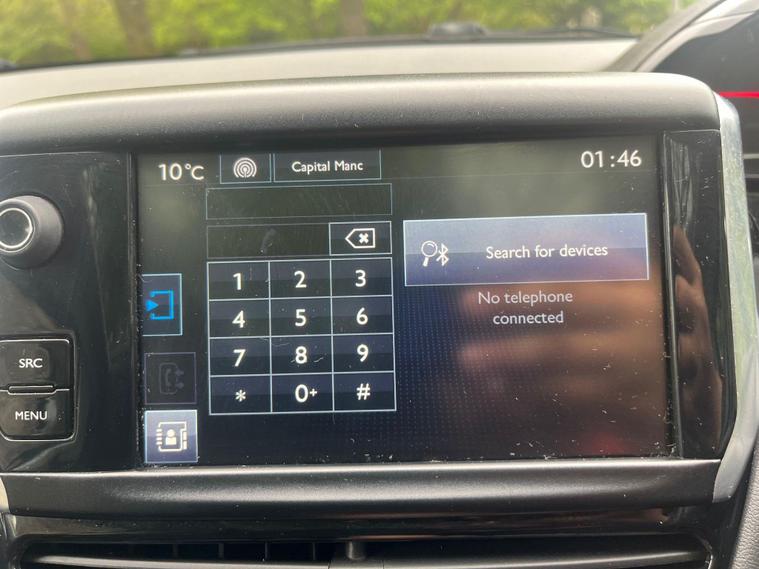 10°C
Capital Manc
01:46
Search for devices
No telephone
connected
1 2 3
4 5 6
7 8 9
* 0+ #
SRC
MENU